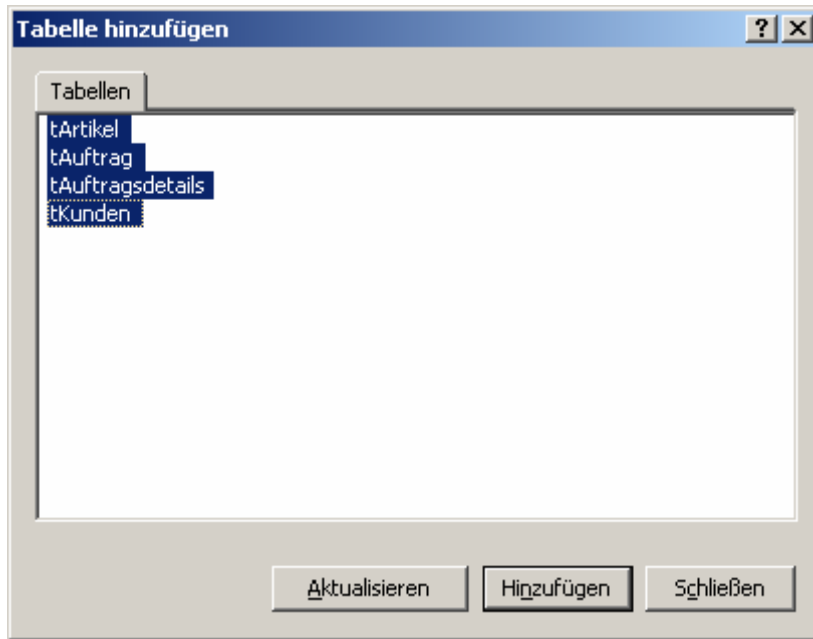 Tabelle hinzufügen
Tabellen
tArtikel
tAuftrag
tAuftragsdetails
tKunden
Aktualisieren Hinzufügen Schließen